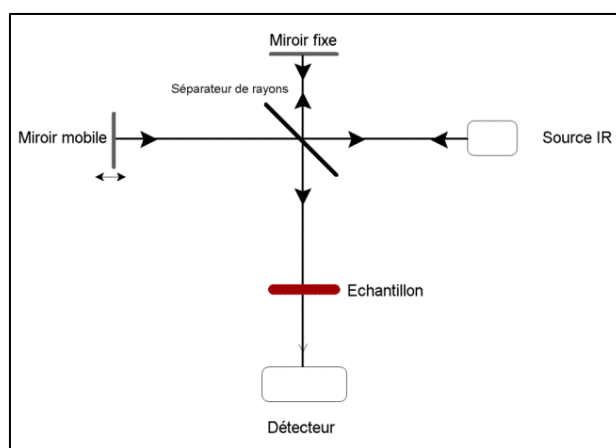 Miroir fixe
Séparateur de rayons
Miroir mobile
Source IR
Echantillon
Détecteur